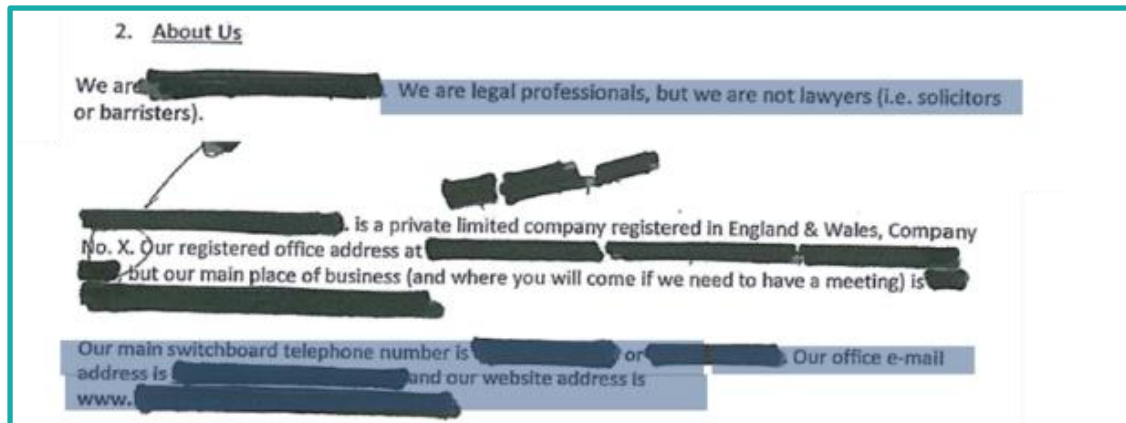 2. About Us
We are We are legal professionals, but we are not lawyers (i.e. solicitors
or barristers).
. is a private limited company registered in England & Wales, Company
No. X. Our registered office address at
, but our main place of business (and where you will come if we need to have a meeting) is
Our main switchboard telephone number is or . Our office e-mail
address is and our website address is
www.